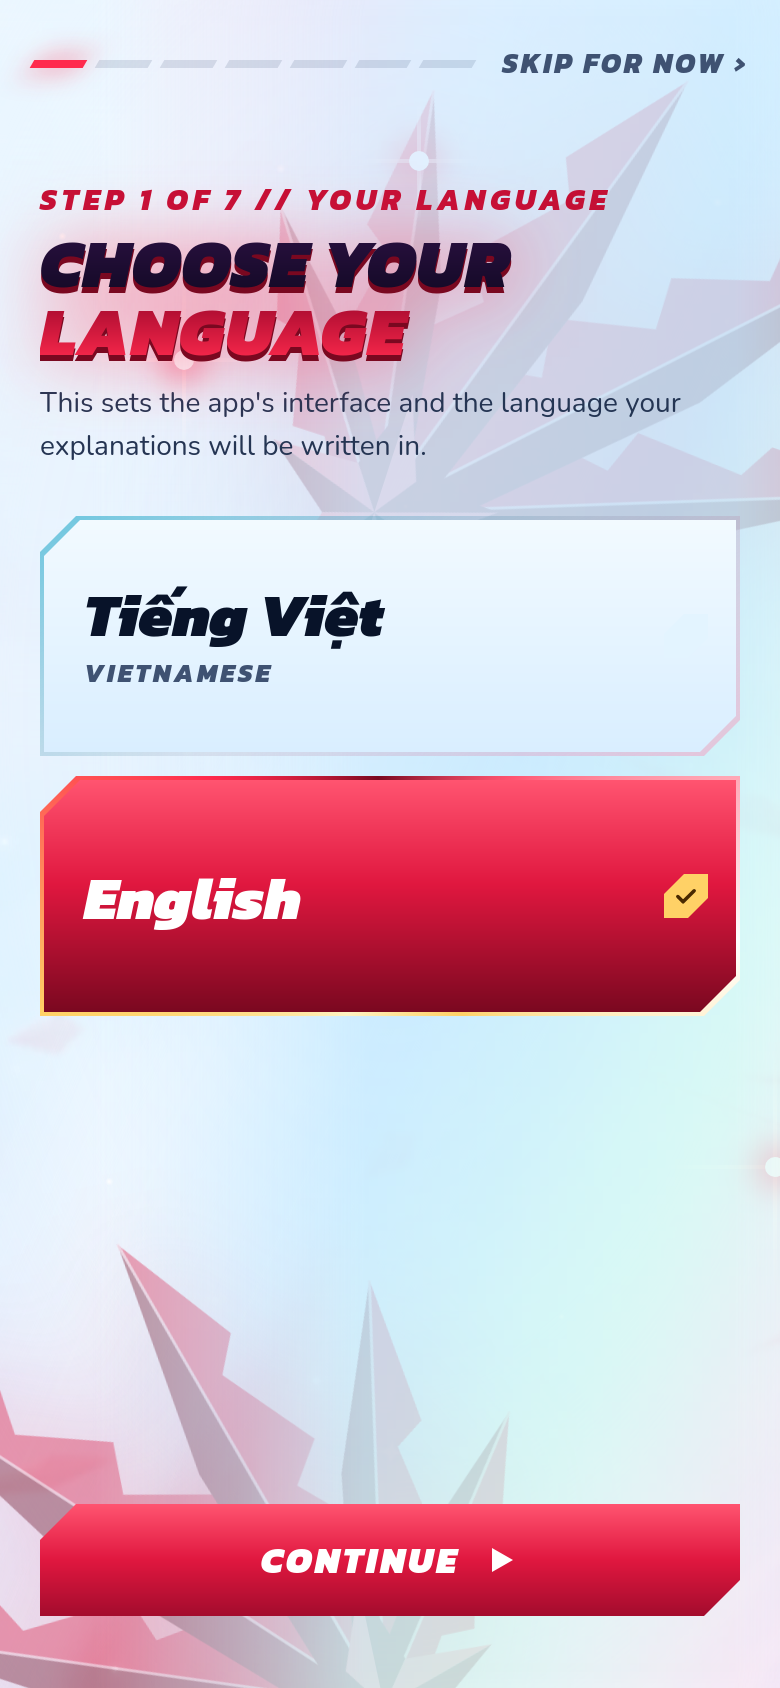 SKIP FOR NOW ›
STEP 1 OF 7 // YOUR LANGUAGE
CHOOSE YOUR
LANGUAGE
This sets the app's interface and the language your
explanations will be written in.
Tiếng Việt
VIETNAMESE
English
CONTINUE